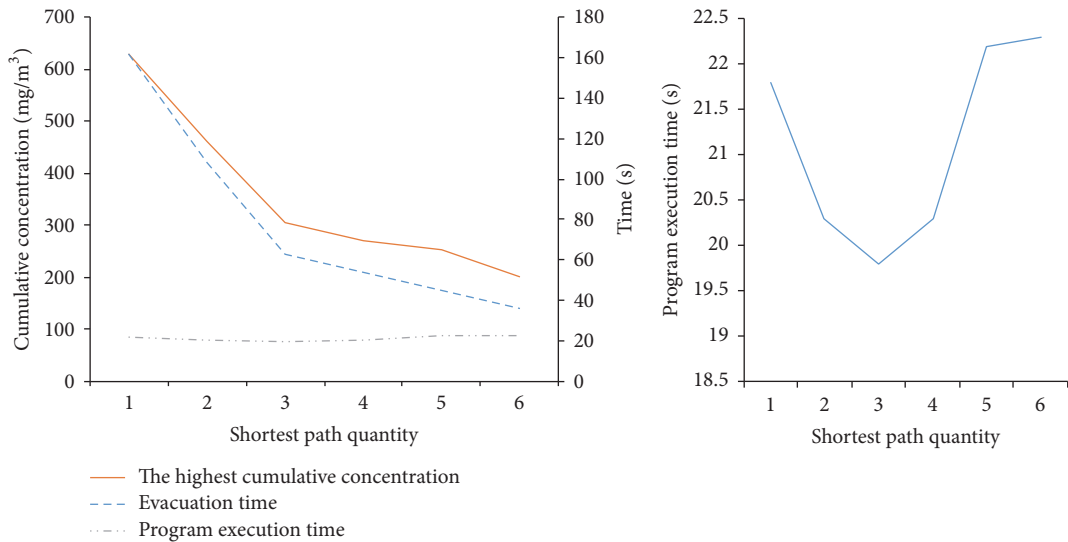 Cumulative concentration (mg/m³)
700
600
500
400
300
200
100
0
180
160
140
120
100
80
60
40
20
0
Time (s)
1 2 3 4 5 6
Shortest path quantity
The highest cumulative concentration
Evacuation time
Program execution time
Program execution time (s)
22.5
22
21.5
21
20.5
20
19.5
19
18.5
1 2 3 4 5 6
Shortest path quantity